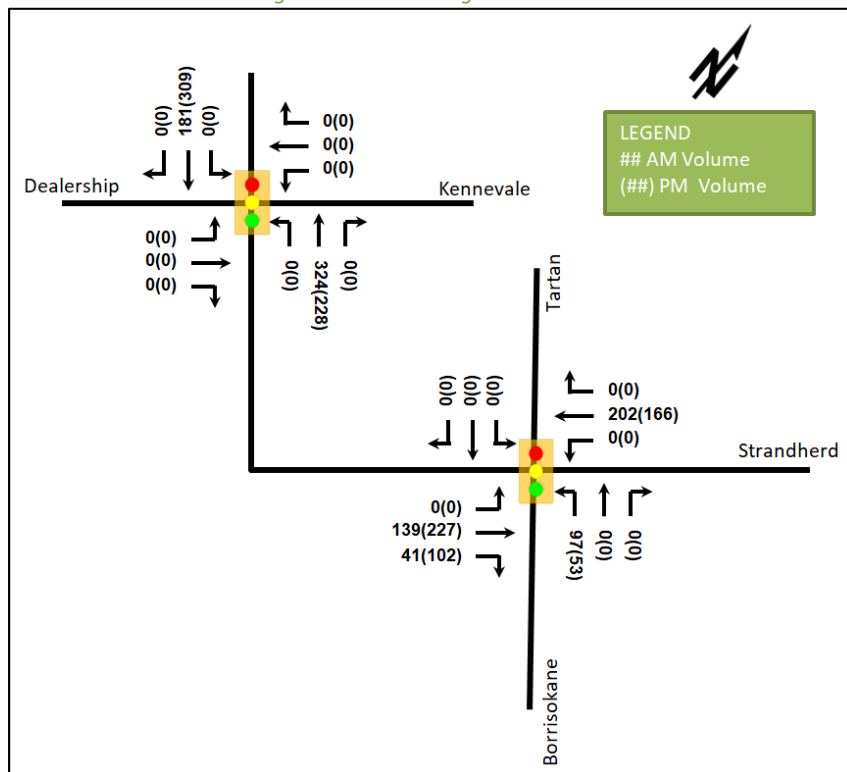 N
LEGEND
## AM Volume
(##) PM Volume
0(0)
181(309)
0(0)
0(0)
0(0)
0(0)
Dealership
Kennevale
0(0)
0(0)
0(0)
0(0)
324(228)
0(0)
Tartan
0(0)
0(0)
0(0)
0(0)
202(166)
0(0)
Strandherd
0(0)
139(227)
41(102)
97(53)
0(0)
0(0)
Borrisokane